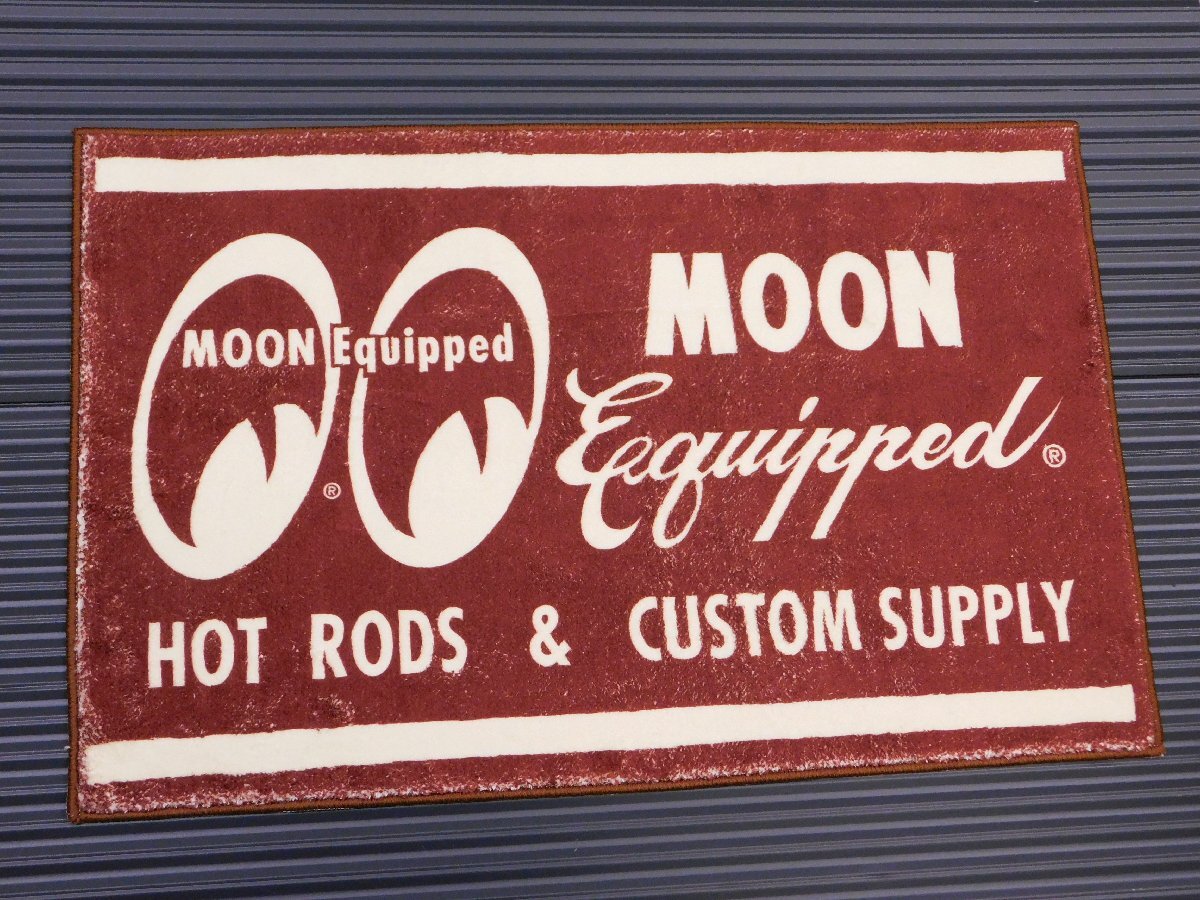 MOON Equipped
®
MOON
Equipped®
HOT RODS & CUSTOM SUPPLY